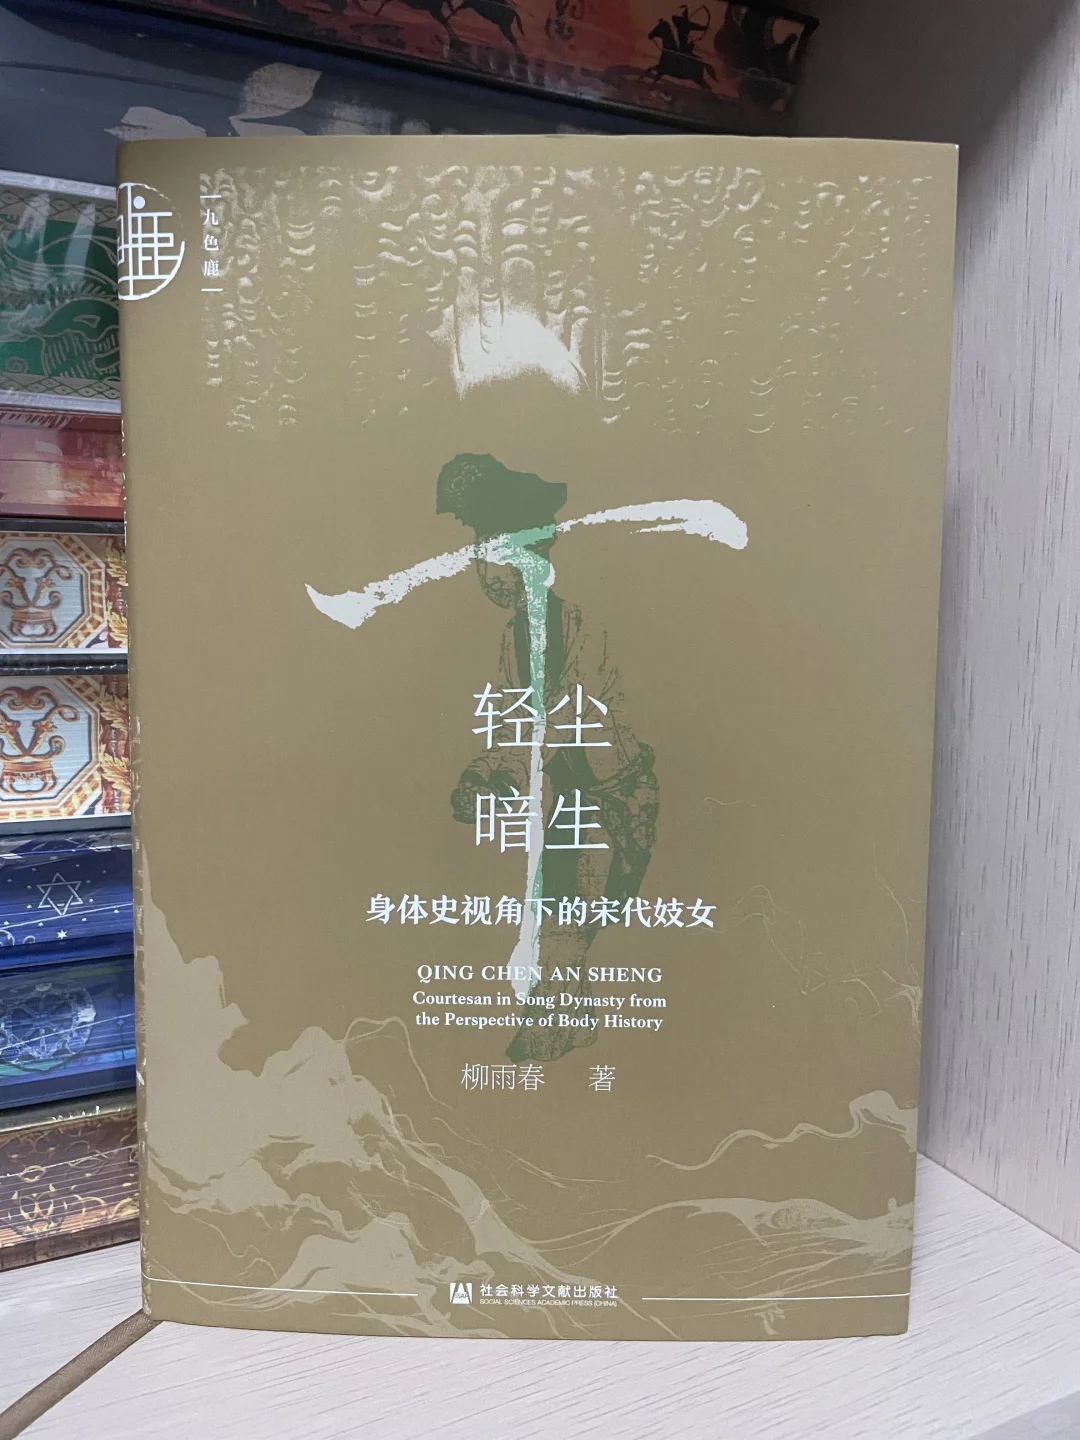 九色鹿
轻尘
暗生
身体史视角下的宋代妓女
QING CHEN AN SHENG
Courtesan in Song Dynasty from
the Perspective of Body History
柳雨春 著
社会科学文献出版社
SOCIAL SCIENCES ACADEMIC PRESS (CHINA)